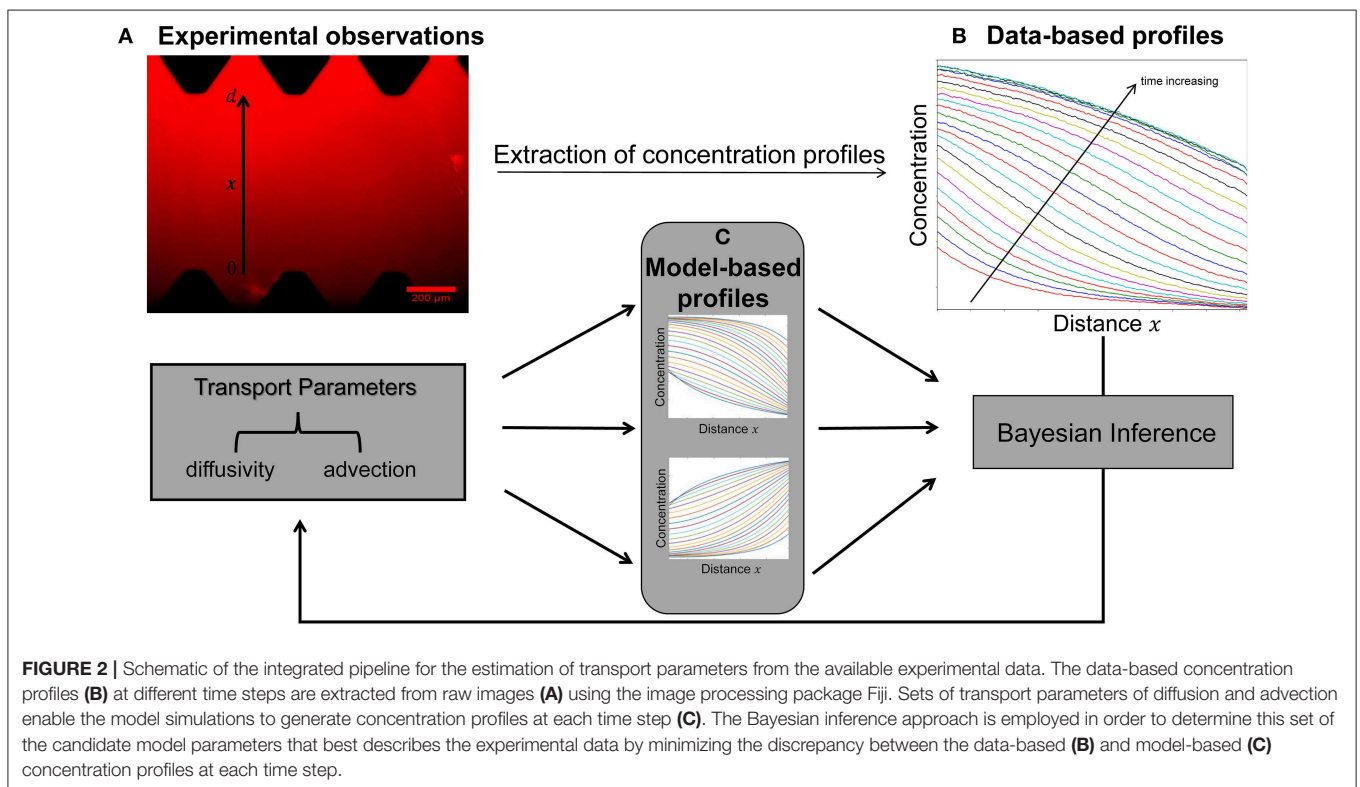 A Experimental observations
d
x
0
200 µm
Extraction of concentration profiles
B Data-based profiles
time increasing
Concentration
Distance x
C
Model-based
profiles
Concentration
Distance x
Concentration
Distance x
Transport Parameters
diffusivity advection
Bayesian Inference
FIGURE 2 | Schematic of the integrated pipeline for the estimation of transport parameters from the available experimental data. The data-based concentration
profiles (B) at different time steps are extracted from raw images (A) using the image processing package Fiji. Sets of transport parameters of diffusion and advection
enable the model simulations to generate concentration profiles at each time step (C). The Bayesian inference approach is employed in order to determine this set of
the candidate model parameters that best describes the experimental data by minimizing the discrepancy between the data-based (B) and model-based (C)
concentration profiles at each time step.